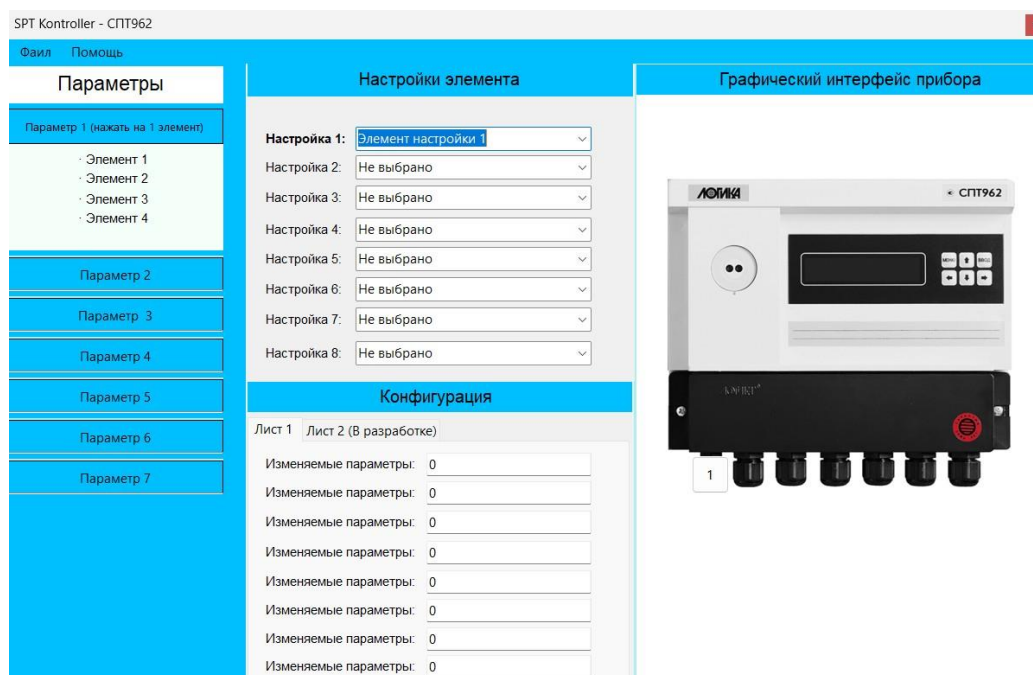 SPT Kontroller - СПТ962
Фаил Помощь
Параметры
Параметр 1 (нажать на 1 элемент)
· Элемент 1
· Элемент 2
· Элемент 3
· Элемент 4
Параметр 2
Параметр 3
Параметр 4
Параметр 5
Параметр 6
Параметр 7
Настройки элемента
Настройка 1: Элемент настройки 1
Настройка 2: Не выбрано
Настройка 3: Не выбрано
Настройка 4: Не выбрано
Настройка 5: Не выбрано
Настройка 6: Не выбрано
Настройка 7: Не выбрано
Настройка 8: Не выбрано
Конфигурация
Лист 1 Лист 2 (В разработке)
Изменяемые параметры: 0
Изменяемые параметры: 0
Изменяемые параметры: 0
Изменяемые параметры: 0
Изменяемые параметры: 0
Изменяемые параметры: 0
Изменяемые параметры: 0
Изменяемые параметры: 0
Графический интерфейс прибора
ЛОГИКА СПТ962
МЕНЮ
1